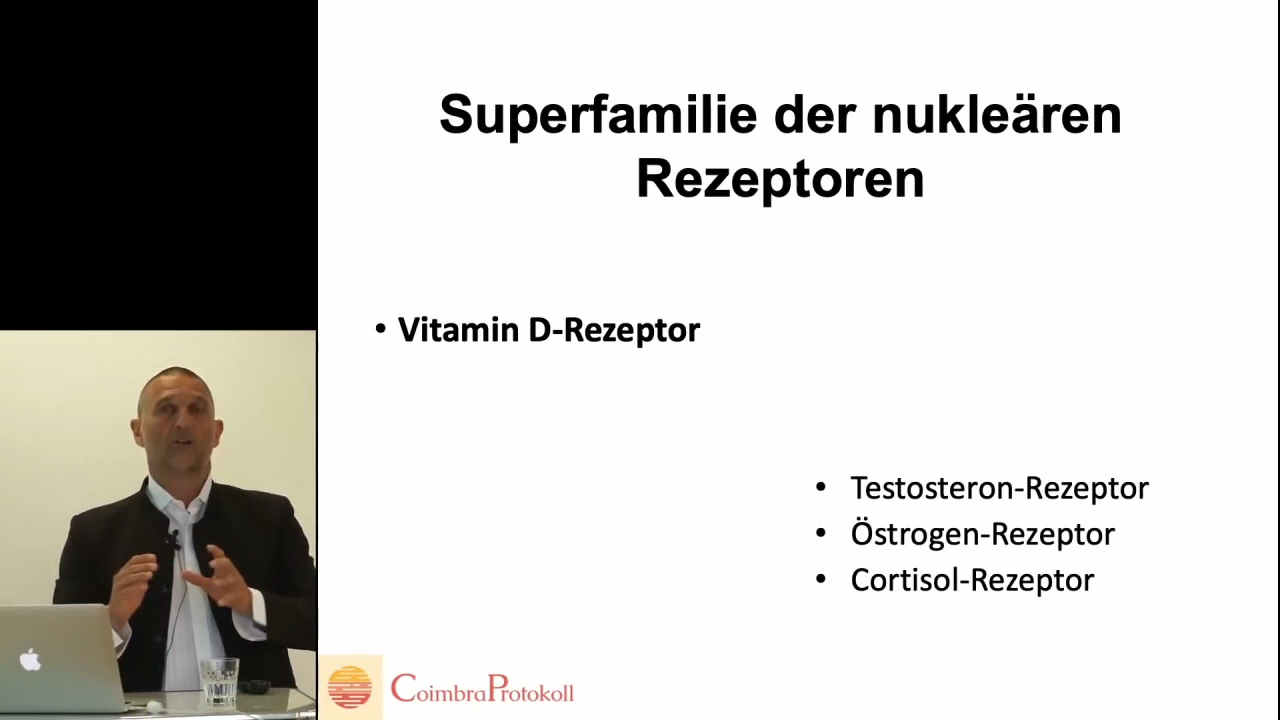 Superfamilie der nukleären
Rezeptoren
• Vitamin D-Rezeptor
• Testosteron-Rezeptor
• Östrogen-Rezeptor
• Cortisol-Rezeptor
CoimbraProtokoll